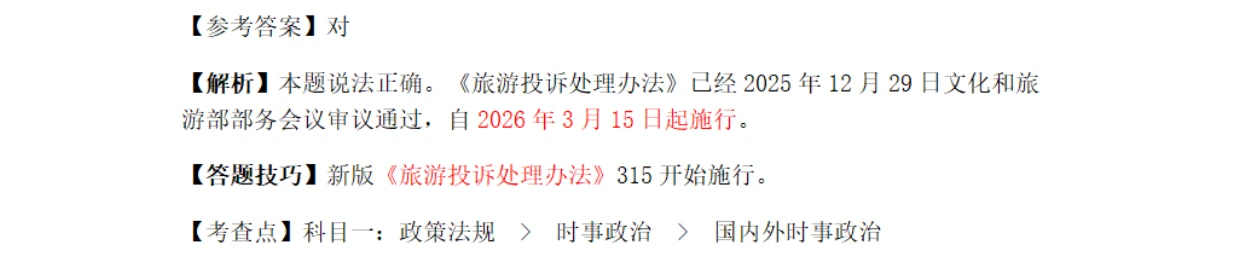 【参考答案】对
【解析】本题说法正确。《旅游投诉处理办法》已经 2025 年 12 月 29 日文化和旅
游部部务会议审议通过，自 2026 年 3 月 15 日起施行。
【答题技巧】新版《旅游投诉处理办法》315 开始施行。
【考查点】科目一：政策法规 > 时事政治 > 国内外时事政治